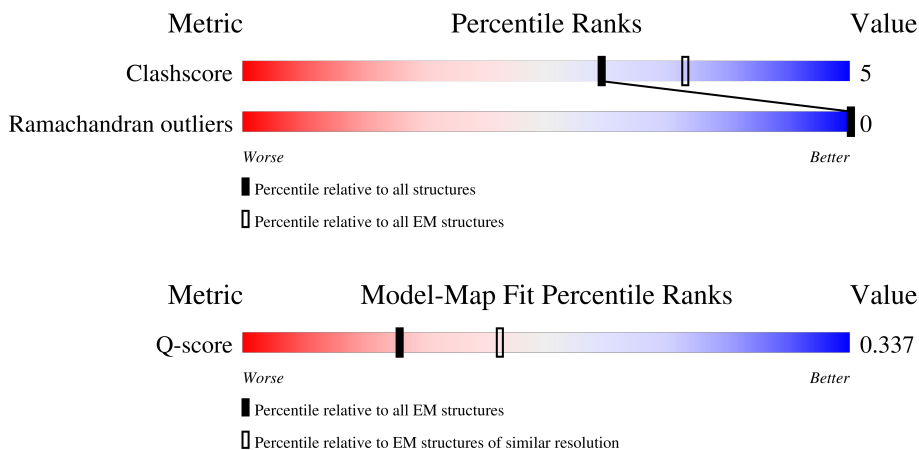 Metric Percentile Ranks Value
Clashscore 5
Ramachandran outliers 0
Worse Better
Percentile relative to all structures
Percentile relative to all EM structures
Metric Model-Map Fit Percentile Ranks Value
Q-score 0.337
Worse Better
Percentile relative to all EM structures
Percentile relative to EM structures of similar resolution